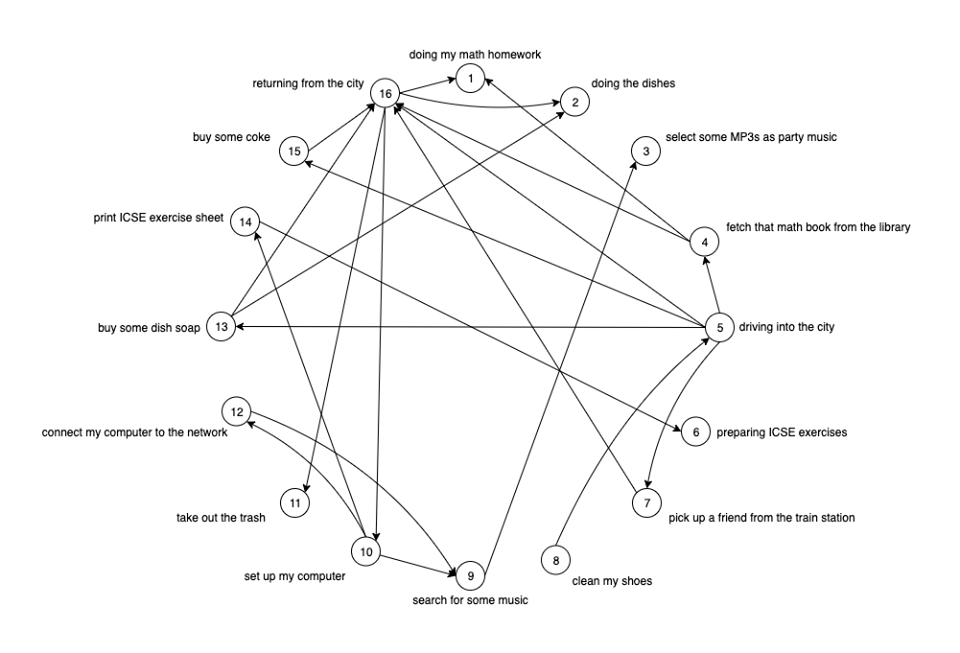 doing my math homework
1
returning from the city
16
doing the dishes
2
buy some coke
15
select some MP3s as party music
3
print ICSE exercise sheet
14
fetch that math book from the library
4
buy some dish soap
13
driving into the city
5
connect my computer to the network
12
preparing ICSE exercises
6
take out the trash
11
pick up a friend from the train station
7
set up my computer
10
search for some music
9
clean my shoes
8